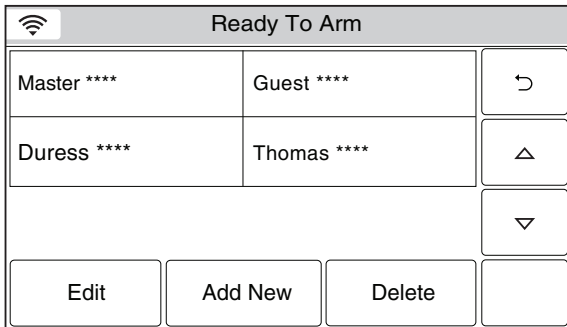 Ready To Arm
Master ****
Guest ****
Duress ****
Thomas ****
Edit
Add New
Delete